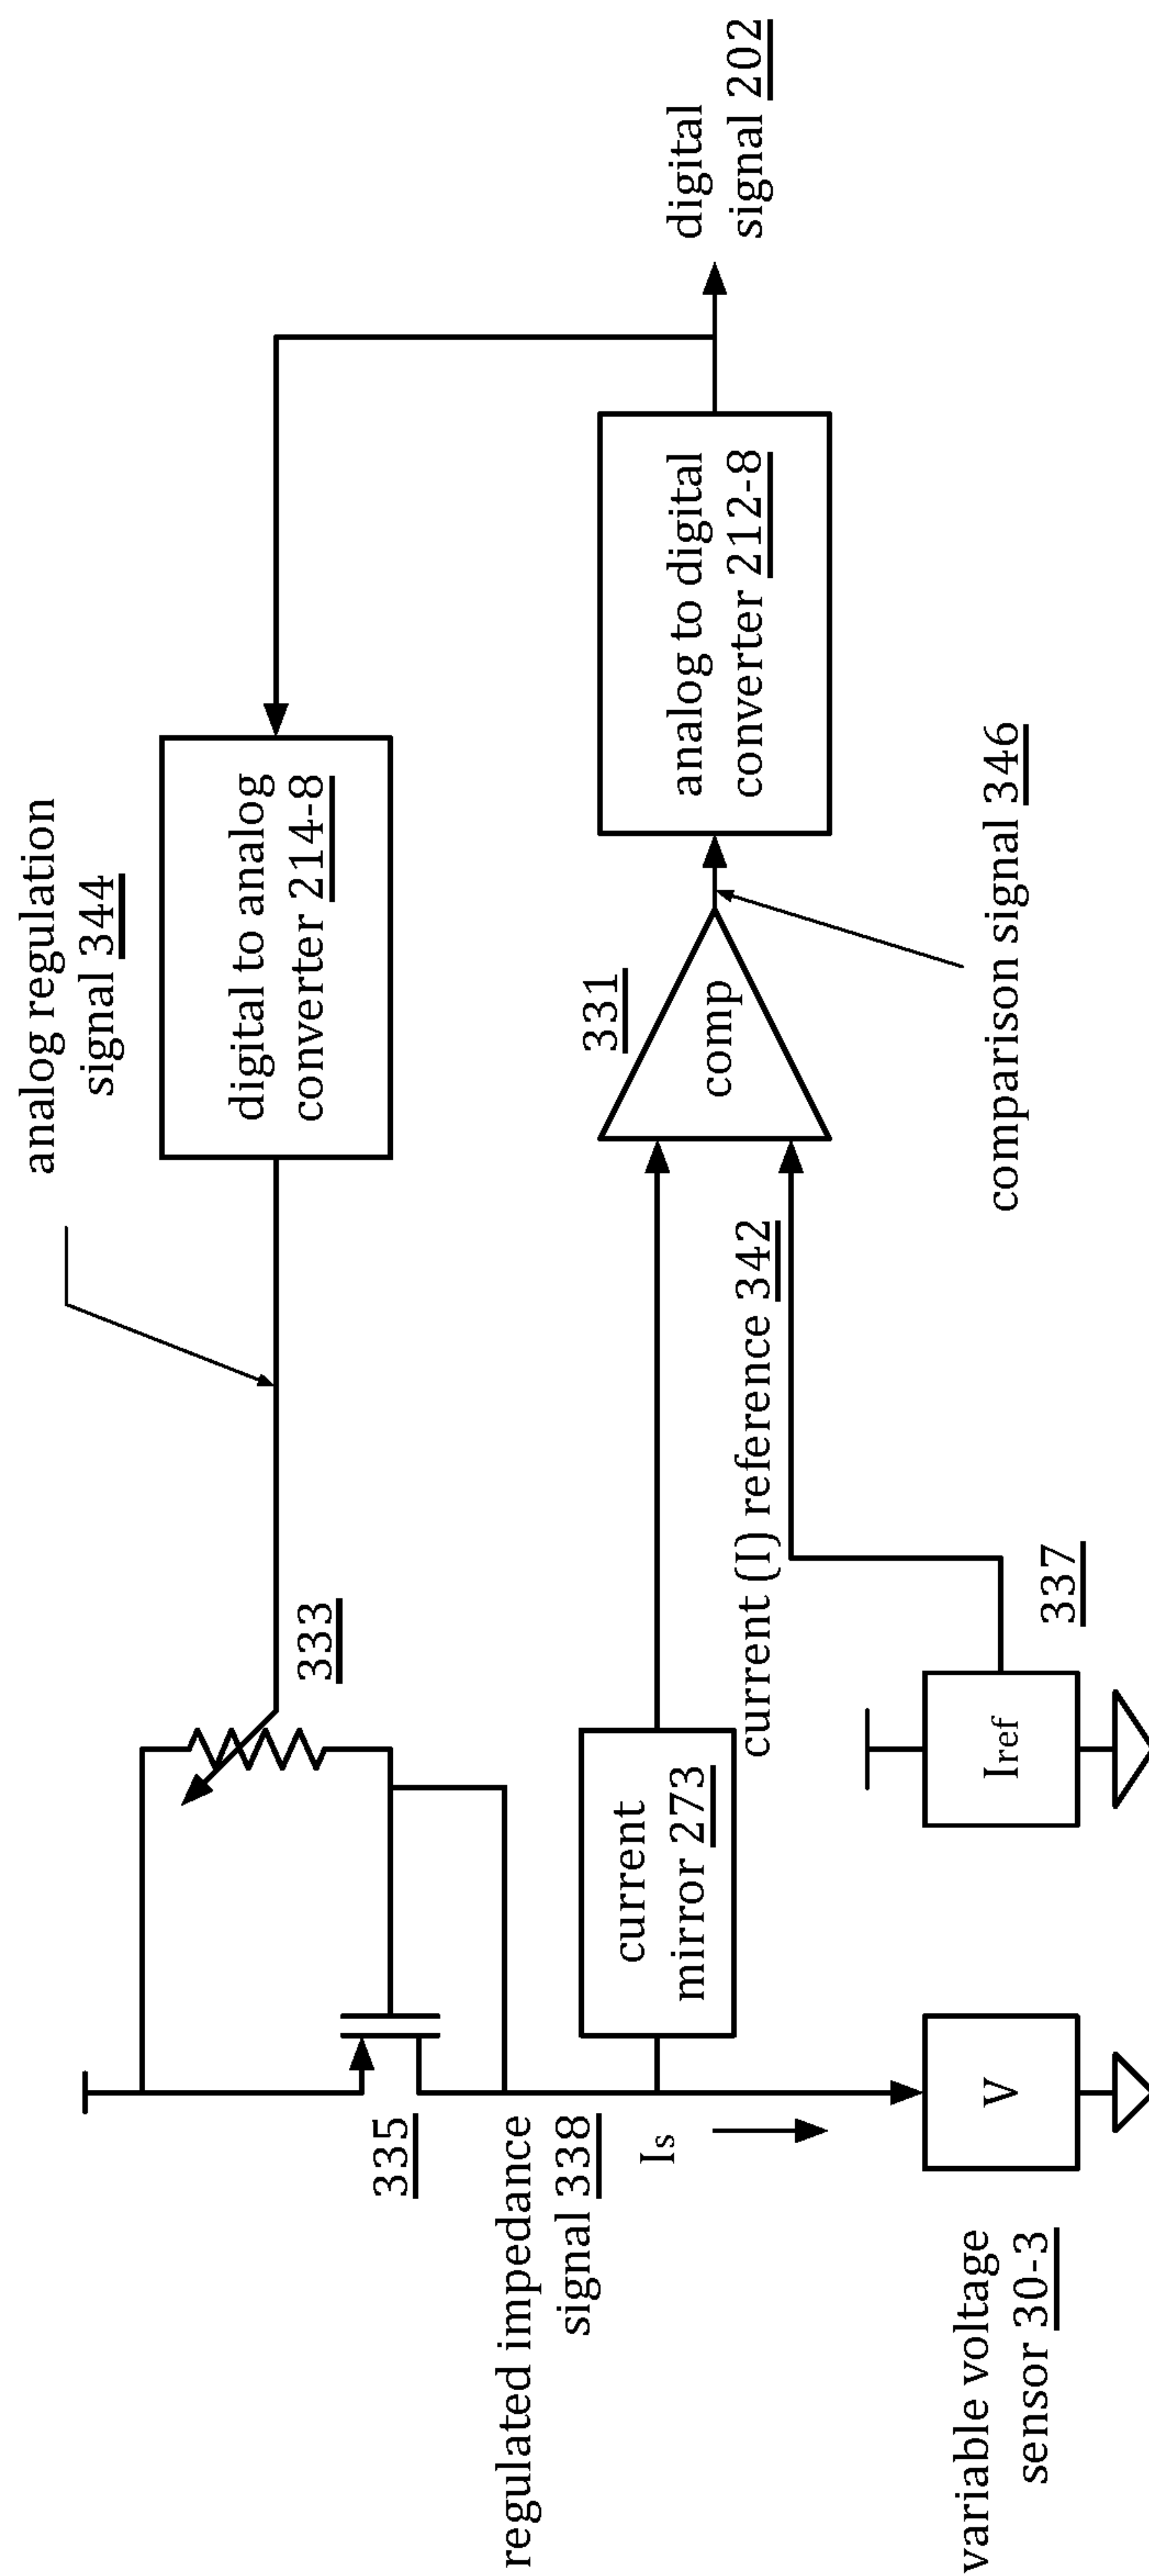 analog regulation
signal 344
digital to analog
converter 214-8
333
335
regulated impedance
signal 338
Is
current
mirror 273
331
comp
analog to digital
converter 212-8
digital
signal 202
current (I) reference 342
comparison signal 346
337
Iref
V
variable voltage
sensor 30-3